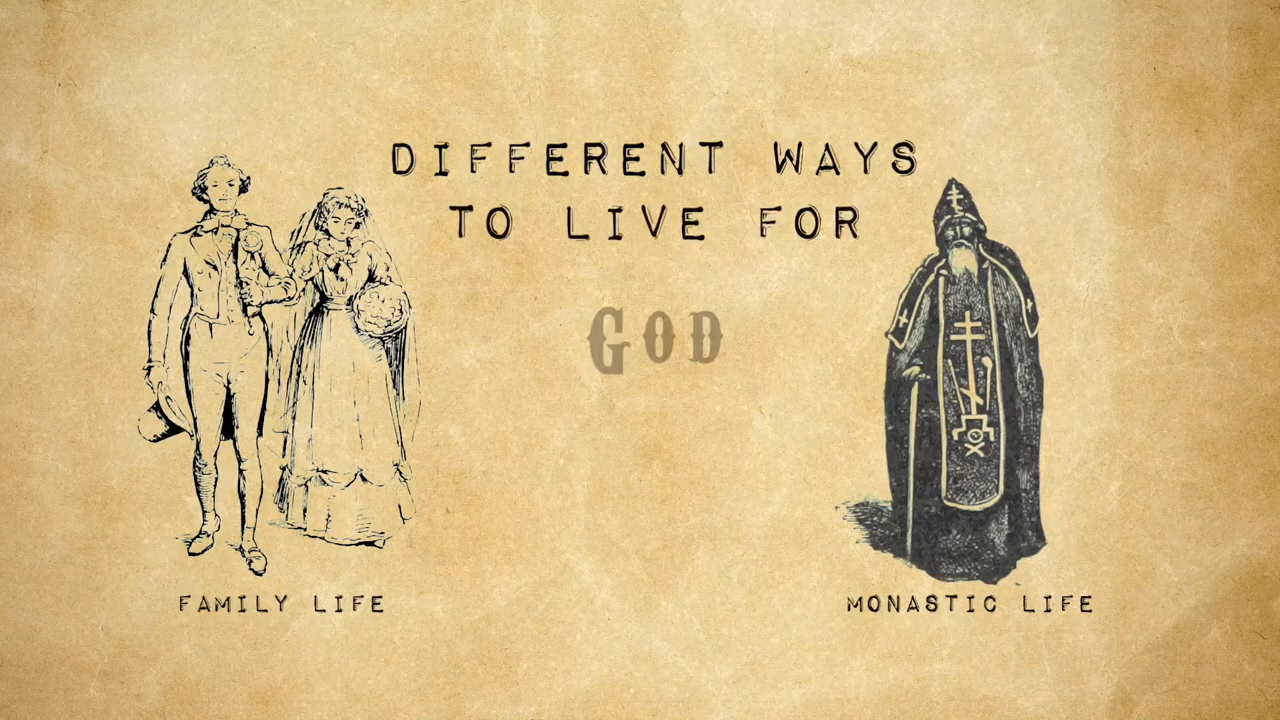 DIFFERENT WAYS
TO LIVE FOR
GOD
FAMILY LIFE
MONASTIC LIFE